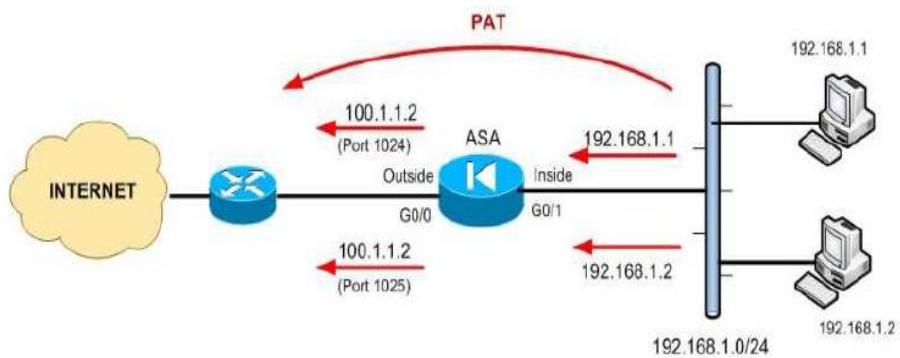 PAT
192.168.1.1
100.1.1.2
(Port 1024)
ASA
192.168.1.1
INTERNET
Outside
Inside
G0/0
G0/1
100.1.1.2
(Port 1025)
192.168.1.2
192.168.1.0/24
192.168.1.2